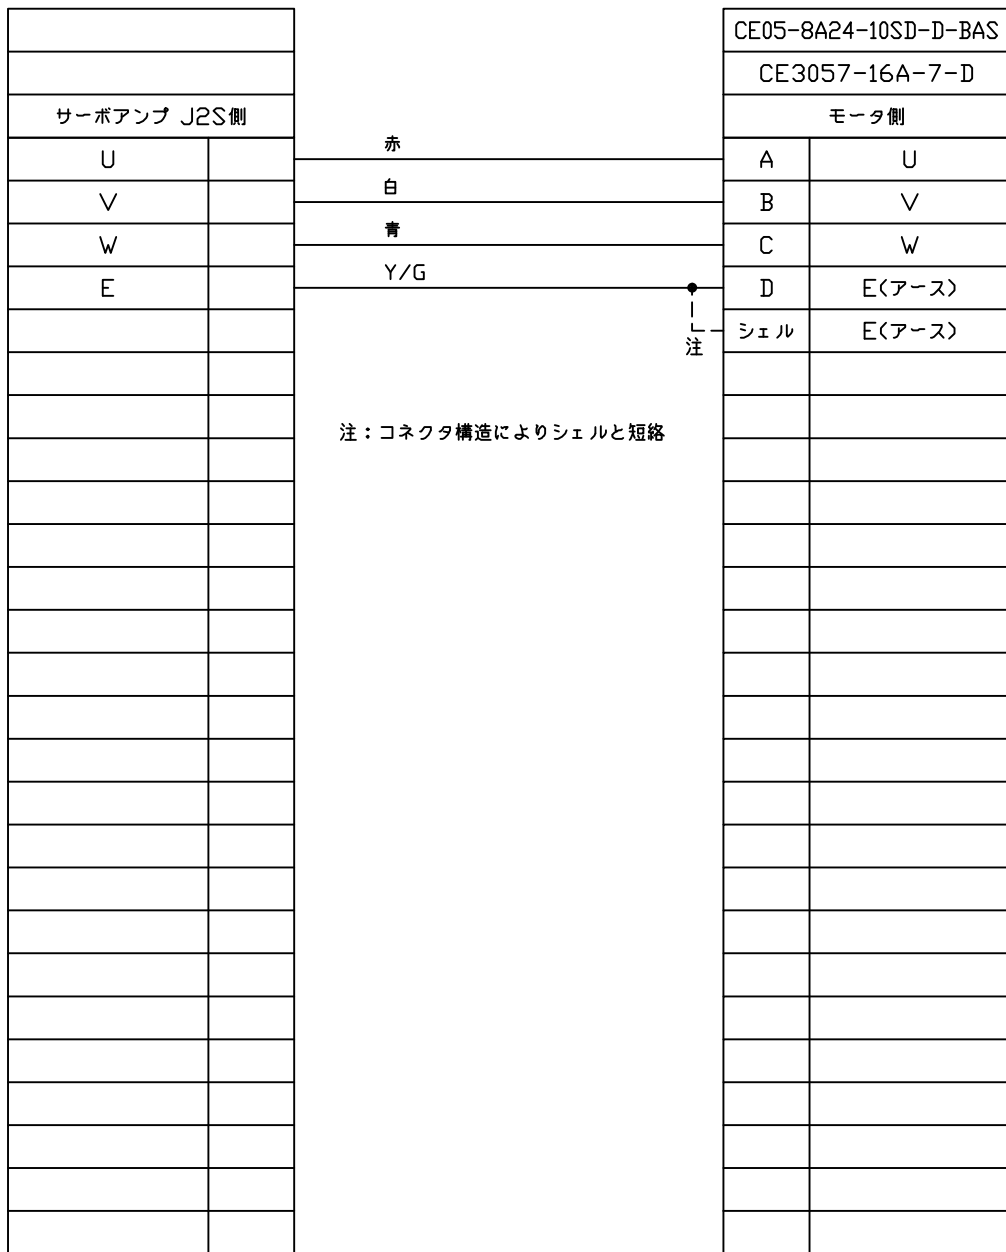 CE05-8A24-10SD-D-BAS
CE3057-16A-7-D
サーボアンプ J2S側
モータ側
U 赤 A U
V 白 B V
W 青 C W
E Y/G D E(アース)
シェル E(アース)
注
注：コネクタ構造によりシェルと短絡